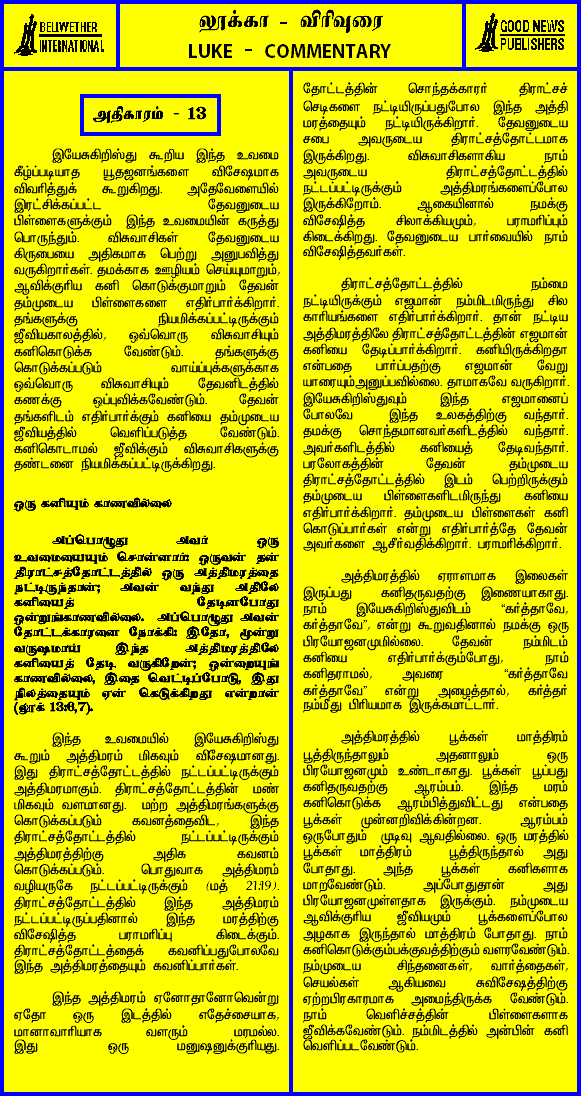 BELLWETHER
INTERNATIONAL
லூக்கா - விரிவுரை
LUKE - COMMENTARY
GOOD NEWS
PUBLISHERS
அதிகாரம் - 13
இயேசுகிறிஸ்து கூறிய இந்த உவமை
கீழ்ப்படியாத யூதஜனங்களை விசேஷமாக
விவரித்துக் கூறுகிறது. அதேவேளையில்
இரட்சிக்கப்பட்ட தேவனுடைய
பிள்ளைகளுக்கும் இந்த உவமையின் கருத்து
பொருந்தும். விசுவாசிகள் தேவனுடைய
கிருபையை அதிகமாக பெற்று அனுபவித்து
வருகிறார்கள். தமக்காக ஊழியம் செய்யுமாறும்,
ஆவிக்குரிய கனி கொடுக்குமாறும் தேவன்
தம்முடைய பிள்ளைகளை எதிர்பார்க்கிறார்.
தங்களுக்கு நியமிக்கப்பட்டிருக்கும்
ஜீவியகாலத்தில், ஒவ்வொரு விசுவாசியும்
கனிகொடுக்க வேண்டும். தங்களுக்கு
கொடுக்கப்படும் வாய்ப்புக்களுக்காக
ஒவ்வொரு விசுவாசியும் தேவனிடத்தில்
கணக்கு ஒப்புவிக்கவேண்டும். தேவன்
தங்களிடம் எதிர்பார்க்கும் கனியை தம்முடைய
ஜீவியத்தில் வெளிப்படுத்த வேண்டும்.
கனிகொடாமல் ஜீவிக்கும் விசுவாசிகளுக்கு
தண்டனை நியமிக்கப்பட்டிருக்கிறது.
ஒரு கனியும் காணவில்லை
அப்பொழுது அவர் ஒரு
உவமையையும் சொன்னார்: ஒருவன் தன்
திராட்சத்தோட்டத்தில் ஒரு அத்திமரத்தை
நட்டிருந்தான்; அவன் வந்து அதிலே
கனியைத் தேடினபோது
ஒன்றுங்காணவில்லை. அப்பொழுது அவன்
தோட்டக்காரனை நோக்கி: இதோ, மூன்று
வருஷமாய் இந்த அத்திமரத்திலே
கனியைத் தேடி வருகிறேன்; ஒன்றையுங்
காணவில்லை, இதை வெட்டிப்போடு, இது
நிலத்தையும் ஏன் கெடுக்கிறது என்றான்
(லூக் 13:6,7).
இந்த உவமையில் இயேசுகிறிஸ்து
கூறும் அத்திமரம் மிகவும் விசேஷமானது.
இது திராட்சத்தோட்டத்தில் நட்டப்பட்டிருக்கும்
அத்திமரமாகும். திராட்சத்தோட்டத்தின் மண்
மிகவும் வளமானது. மற்ற அத்திமரங்களுக்கு
கொடுக்கப்படும் கவனத்தைவிட, இந்த
திராட்சத்தோட்டத்தில் நட்டப்பட்டிருக்கும்
அத்திமரத்திற்கு அதிக கவனம்
கொடுக்கப்படும். பொதுவாக அத்திமரம்
வழியருகே நட்டப்பட்டிருக்கும் (மத் 21:19).
திராட்சத்தோட்டத்தில் இந்த அத்திமரம்
நட்டப்பட்டிருப்பதினால் இந்த மரத்திற்கு
விசேஷித்த பராமரிப்பு கிடைக்கும்.
திராட்சத்தோட்டத்தைக் கவனிப்பதுபோலவே
இந்த அத்திமரத்தையும் கவனிப்பார்கள்.
இந்த அத்திமரம் ஏனோதானோவென்று
ஏதோ ஒரு இடத்தில் எதேச்சையாக,
மானாவாரியாக வளரும் மரமல்ல.
இது ஒரு மனுஷனுக்குரியது.
தோட்டத்தின் சொந்தக்காரர் திராட்சச்
செடிகளை நட்டியிருப்பதுபோல இந்த அத்தி
மரத்தையும் நட்டியிருக்கிறார். தேவனுடைய
சபை அவருடைய திராட்சத்தோட்டமாக
இருக்கிறது. விசுவாசிகளாகிய நாம்
அவருடைய திராட்சத்தோட்டத்தில்
நட்டப்பட்டிருக்கும் அத்திமரங்களைப்போல
இருக்கிறோம். ஆகையினால் நமக்கு
விசேஷித்த சிலாக்கியமும், பராமரிப்பும்
கிடைக்கிறது. தேவனுடைய பார்வையில் நாம்
விசேஷித்தவர்கள்.
திராட்சத்தோட்டத்தில் நம்மை
நட்டியிருக்கும் எஜமான் நம்மிடமிருந்து சில
காரியங்களை எதிர்பார்க்கிறார். தான் நட்டிய
அத்திமரத்திலே திராட்சத்தோட்டத்தின் எஜமான்
கனியை தேடிப்பார்க்கிறார். கனியிருக்கிறதா
என்பதை பார்ப்பதற்கு எஜமான் வேறு
யாரையும்அனுப்பவில்லை. தாமாகவே வருகிறார்.
இயேசுகிறிஸ்துவும் இந்த எஜமானைப்
போலவே இந்த உலகத்திற்கு வந்தார்.
தமக்கு சொந்தமானவர்களிடத்தில் வந்தார்.
அவர்களிடத்தில் கனியைத் தேடிவந்தார்.
பரலோகத்தின் தேவன் தம்முடைய
திராட்சத்தோட்டத்தில் இடம் பெற்றிருக்கும்
தம்முடைய பிள்ளைகளிடமிருந்து கனியை
எதிர்பார்க்கிறார். தம்முடைய பிள்ளைகள் கனி
கொடுப்பார்கள் என்று எதிர்பார்த்தே தேவன்
அவர்களை ஆசீர்வதிக்கிறார். பராமரிக்கிறார்.
அத்திமரத்தில் ஏராளமாக இலைகள்
இருப்பது கனிதருவதற்கு இணையாகாது.
நாம் இயேசுகிறிஸ்துவிடம் "கர்த்தாவே,
கர்த்தாவே", என்று கூறுவதினால் நமக்கு ஒரு
பிரயோஜனமுமில்லை. தேவன் நம்மிடம்
கனியை எதிர்பார்க்கும்போது, நாம்
கனிதராமல், அவரை "கர்த்தாவே
கர்த்தாவே" என்று அழைத்தால், கர்த்தர்
நம்மீது பிரியமாக இருக்கமாட்டார்.
அத்திமரத்தில் பூக்கள் மாத்திரம்
பூத்திருந்தாலும் அதனாலும் ஒரு
பிரயோஜனமும் உண்டாகாது. பூக்கள் பூப்பது
கனிதருவதற்கு ஆரம்பம். இந்த மரம்
கனிகொடுக்க ஆரம்பித்துவிட்டது என்பதை
பூக்கள் முன்னறிவிக்கின்றன. ஆரம்பம்
ஒருபோதும் முடிவு ஆவதில்லை. ஒரு மரத்தில்
பூக்கள் மாத்திரம் பூத்திருந்தால் அது
போதாது. அந்த பூக்கள் கனிகளாக
மாறவேண்டும். அப்போதுதான் அது
பிரயோஜனமுள்ளதாக இருக்கும். நம்முடைய
ஆவிக்குரிய ஜீவியமும் பூக்களைப்போல
அழகாக இருந்தால் மாத்திரம் போதாது. நாம்
கனிகொடுக்கும்பக்குவத்திற்கும் வளரவேண்டும்.
நம்முடைய சிந்தனைகள், வார்த்தைகள்,
செயல்கள் ஆகியவை சுவிசேஷத்திற்கு
ஏற்றபிரகாரமாக அமைந்திருக்க வேண்டும்.
நாம் வெளிச்சத்தின் பிள்ளைகளாக
ஜீவிக்கவேண்டும். நம்மிடத்தில் அன்பின் கனி
வெளிப்படவேண்டும்.